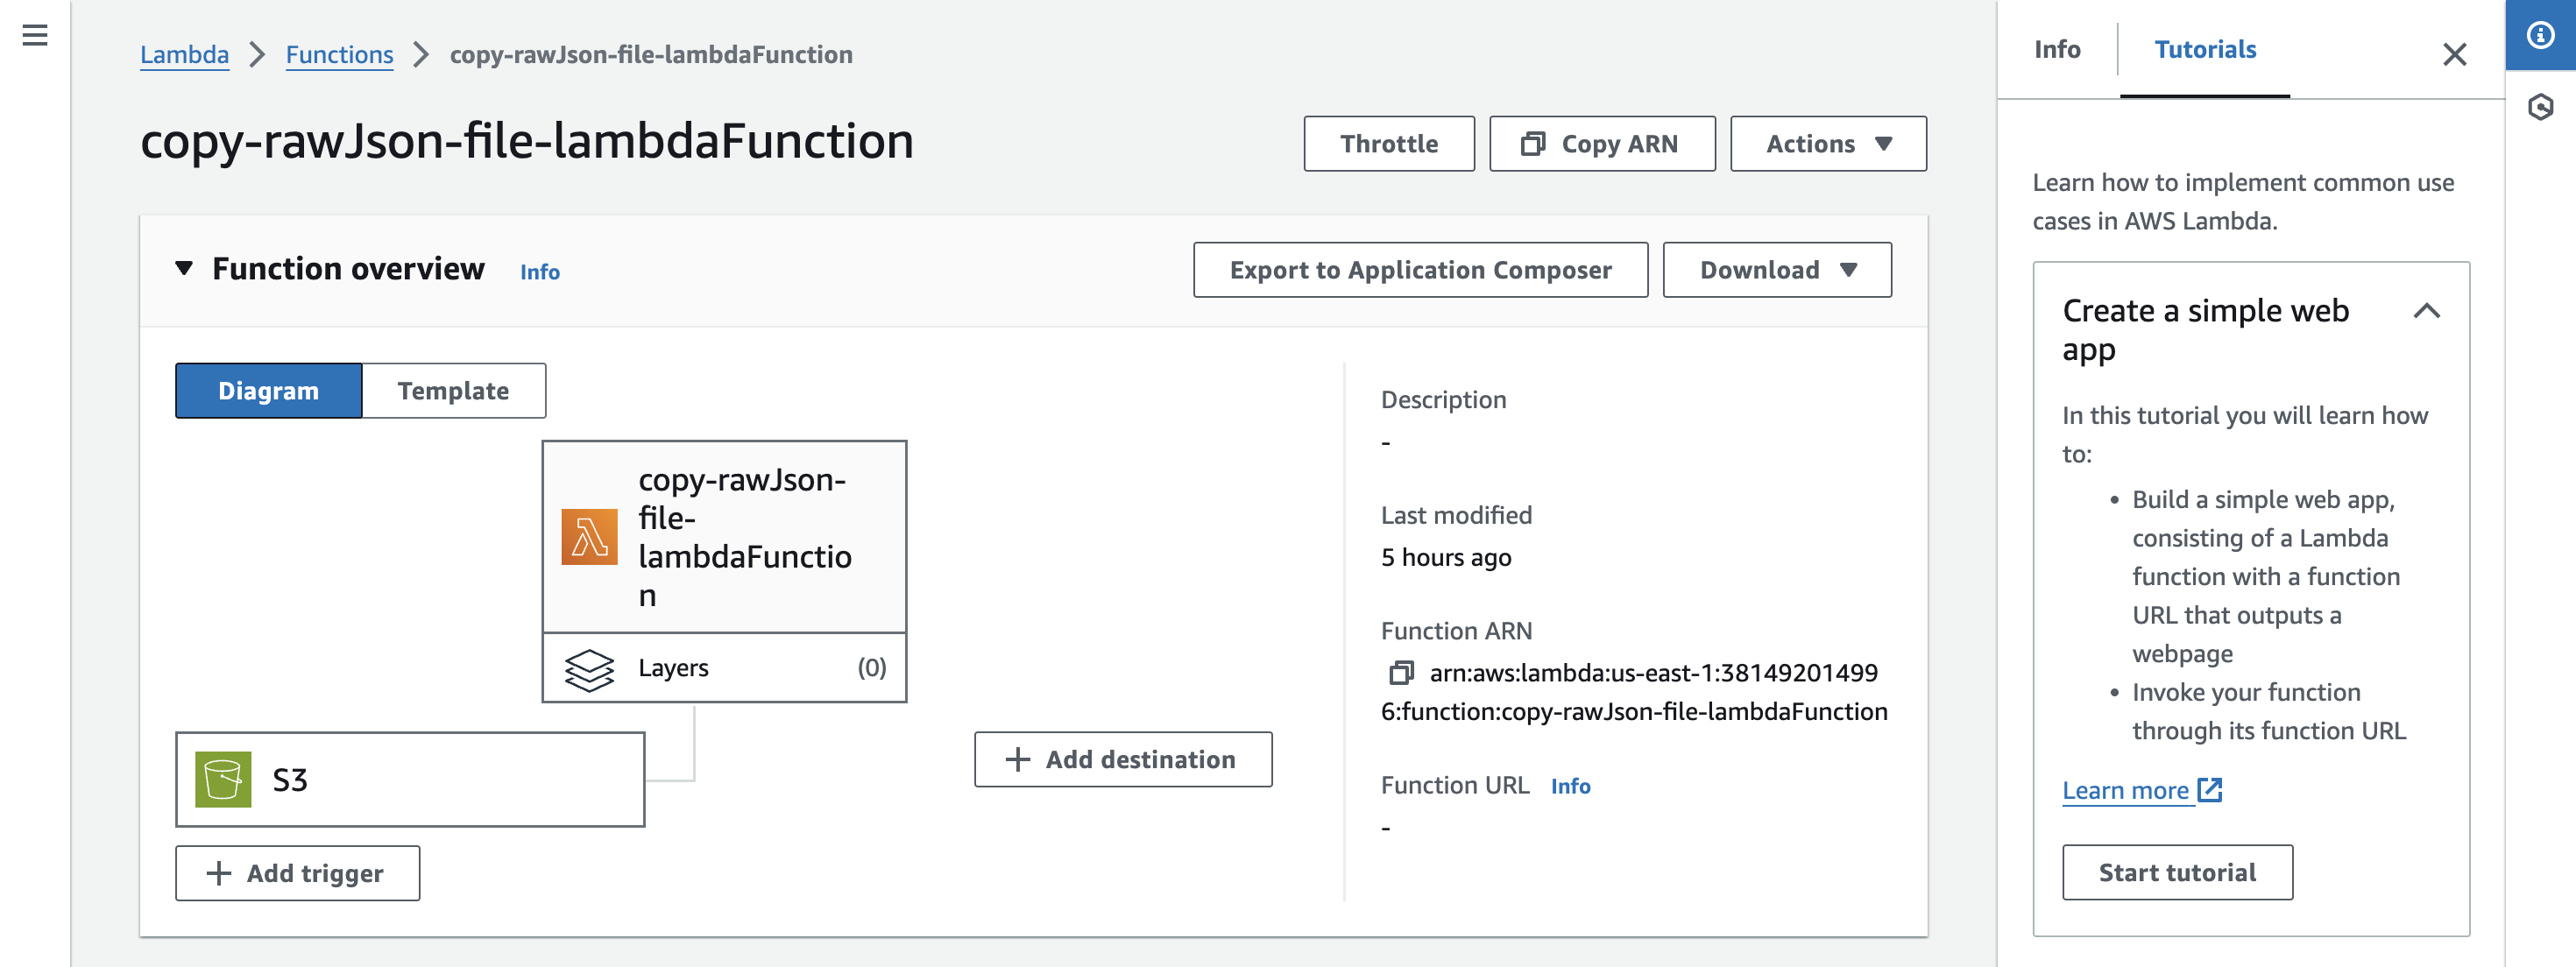 Lambda > Functions > copy-rawJson-file-lambdaFunction
copy-rawJson-file-lambdaFunction
Throttle
Copy ARN
Actions
Function overview Info
Export to Application Composer
Download
Diagram
Template
copy-rawJson-
file-
lambdaFunctio
n
Layers (0)
S3
+ Add trigger
+ Add destination
Description
-
Last modified
5 hours ago
Function ARN
arn:aws:lambda:us-east-1:38149201499
6:function:copy-rawJson-file-lambdaFunction
Function URL Info
-
Info
Tutorials
Learn how to implement common use
cases in AWS Lambda.
Create a simple web
app
In this tutorial you will learn how
to:
• Build a simple web app,
consisting of a Lambda
function with a function
URL that outputs a
webpage
• Invoke your function
through its function URL
Learn more
Start tutorial